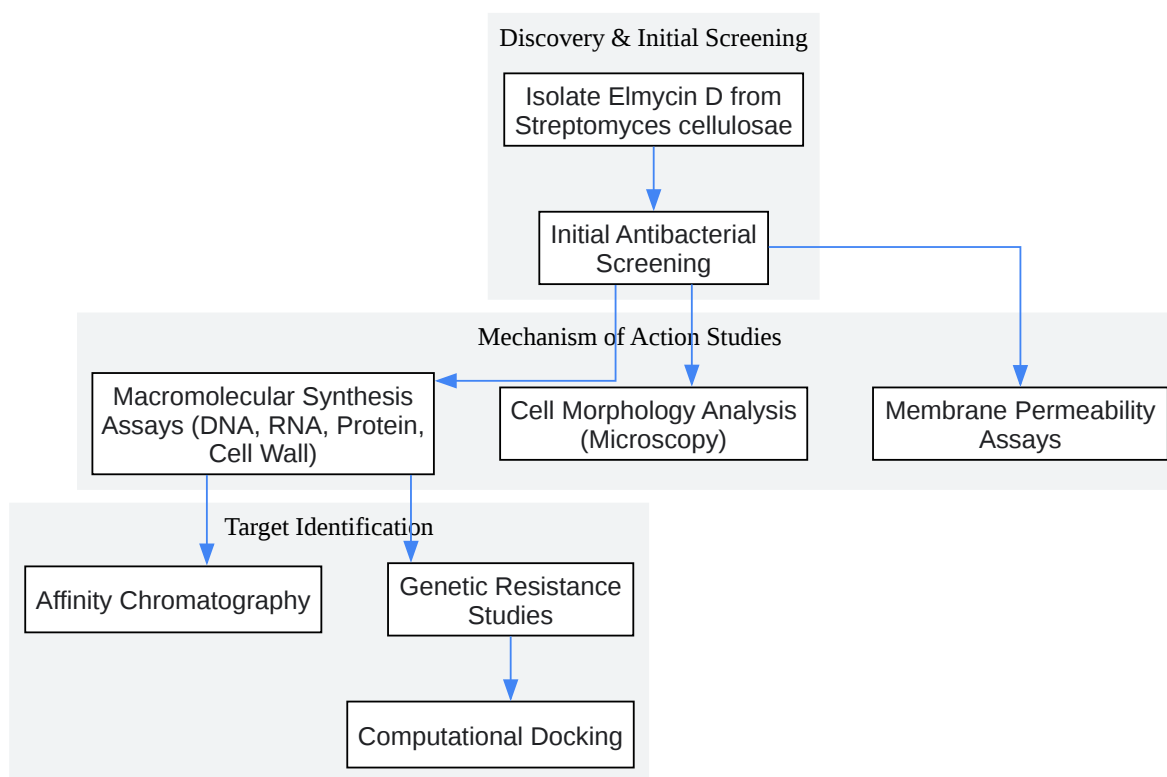 Discovery & Initial Screening
Isolate Elmycin D from
Streptomyces cellulosae
Initial Antibacterial
Screening
Mechanism of Action Studies
Macromolecular Synthesis
Assays (DNA, RNA, Protein,
Cell Wall)
Cell Morphology Analysis
(Microscopy)
Membrane Permeability
Assays
Target Identification
Affinity Chromatography
Genetic Resistance
Studies
Computational Docking